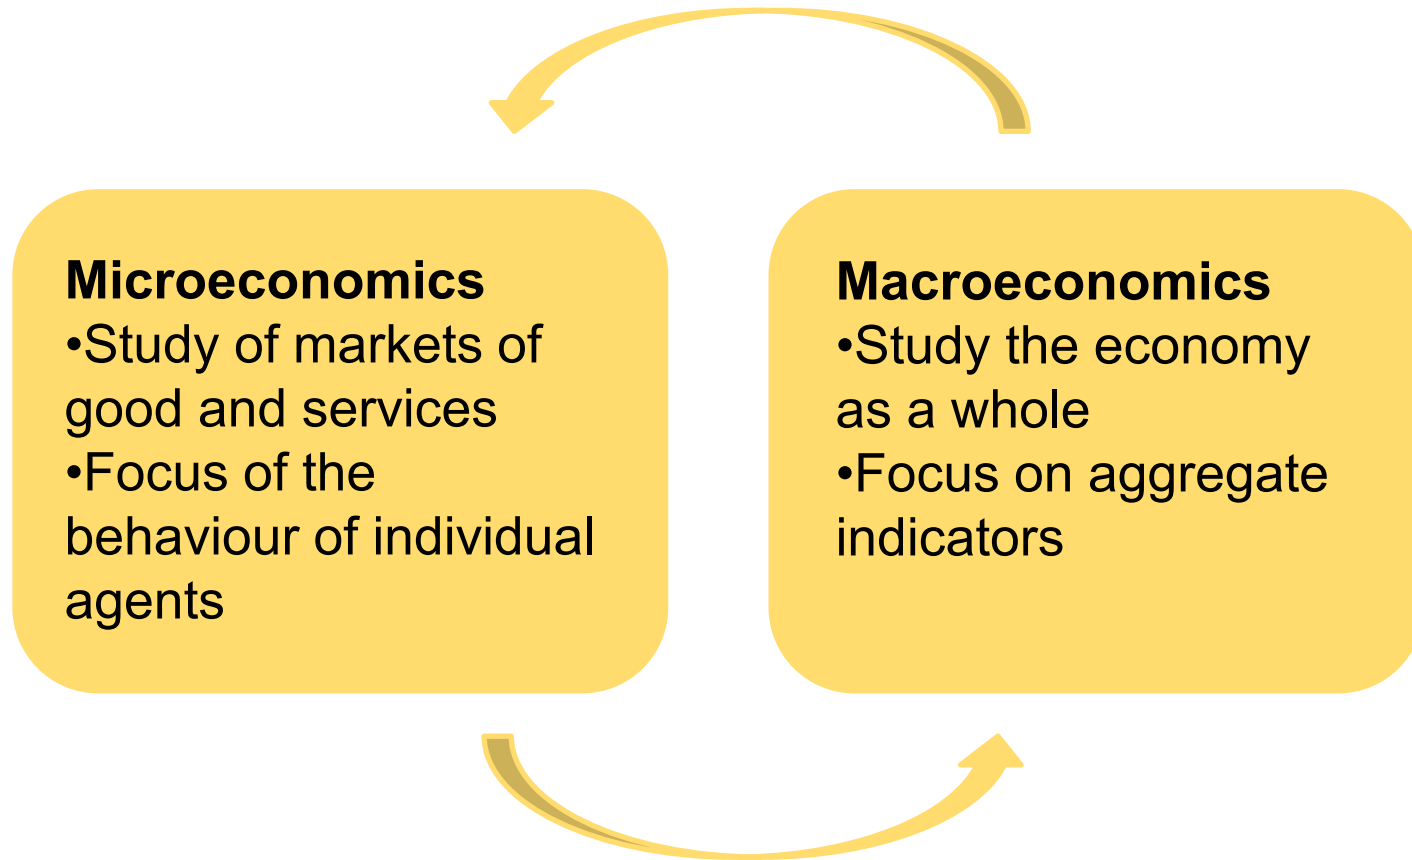 Microeconomics
•Study of markets of
good and services
•Focus of the
behaviour of individual
agents
Macroeconomics
•Study the economy
as a whole
•Focus on aggregate
indicators